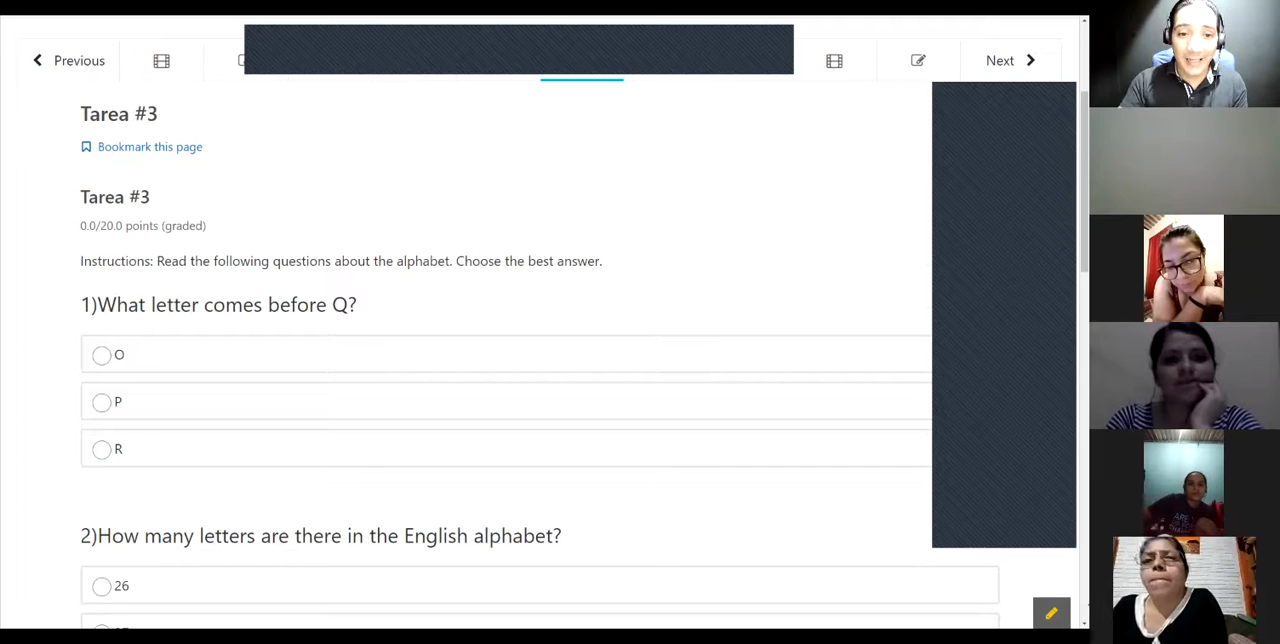 Previous
Next
Tarea #3
Bookmark this page
Tarea #3
0.0/20.0 points (graded)
Instructions: Read the following questions about the alphabet. Choose the best answer.
1)What letter comes before Q?
O
P
R
2)How many letters are there in the English alphabet?
26